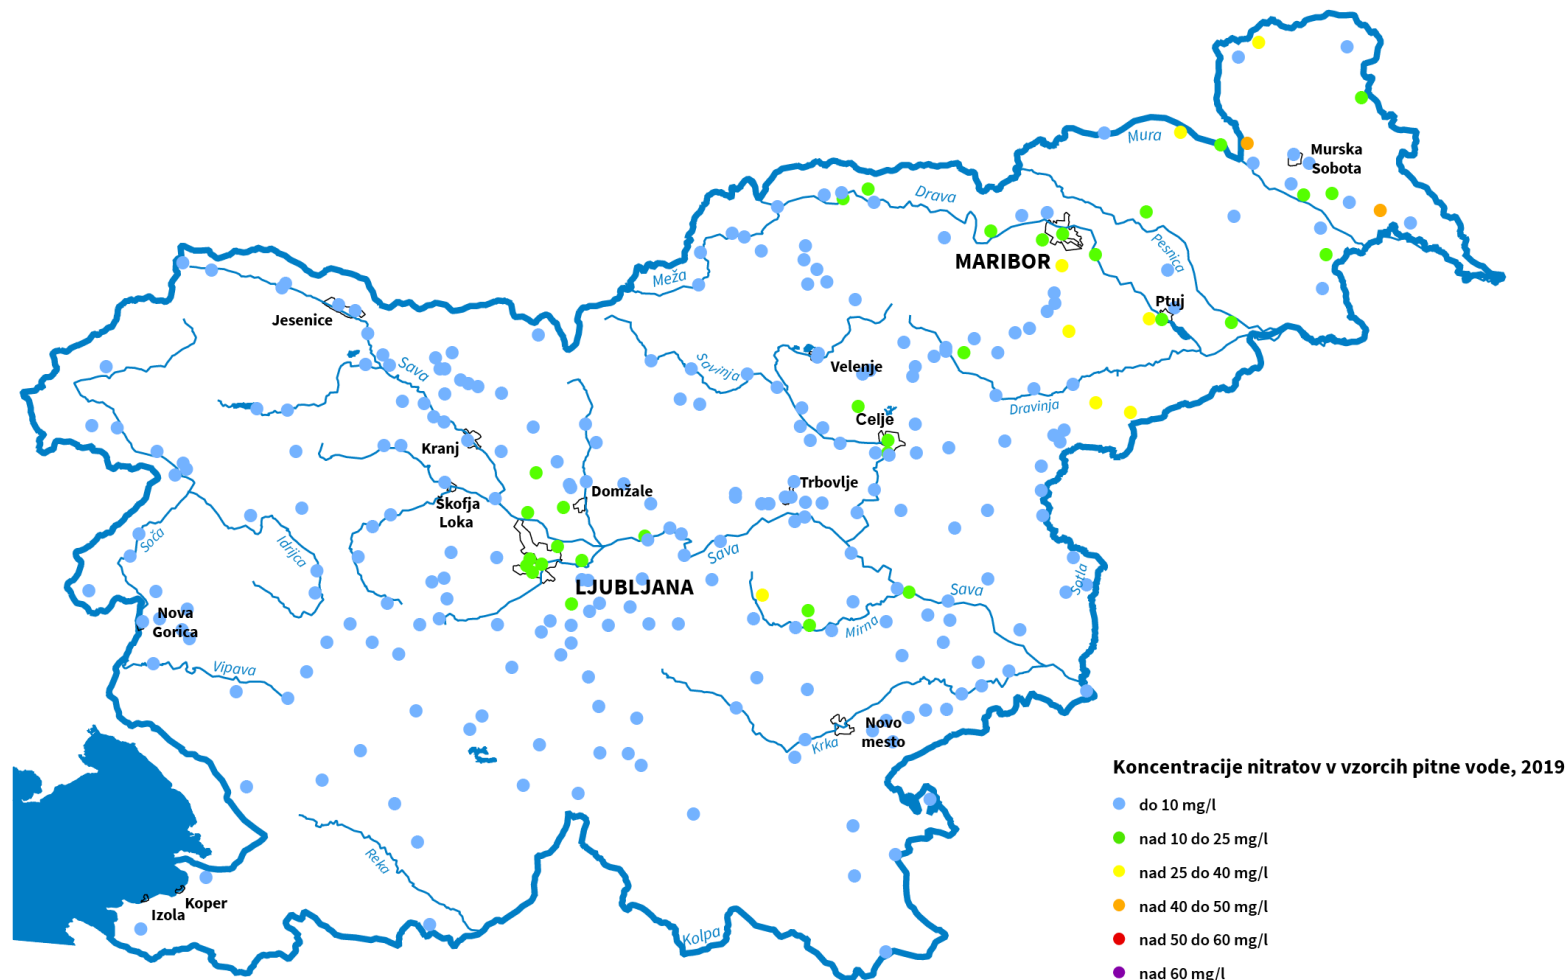 Mura
Murska
Sobota
Drava
Pesnica
MARIBOR
Meža
Ptuj
Jesenice
Savinja
Velenje
Sava
Dravinja
Celje
Kranj
Trbovlje
Domžale
Škofja
Loka
Soča
Idrijca
Sava
Sotla
LJUBLJANA
Sava
Nova
Gorica
Mirna
Vipava
Novo
mesto
Krka
Koncentracije nitratov v vzorcih pitne vode, 2019
do 10 mg/l
nad 10 do 25 mg/l
Reka
nad 25 do 40 mg/l
Koper
Izola
nad 40 do 50 mg/l
Kolpa
nad 50 do 60 mg/l
nad 60 mg/l